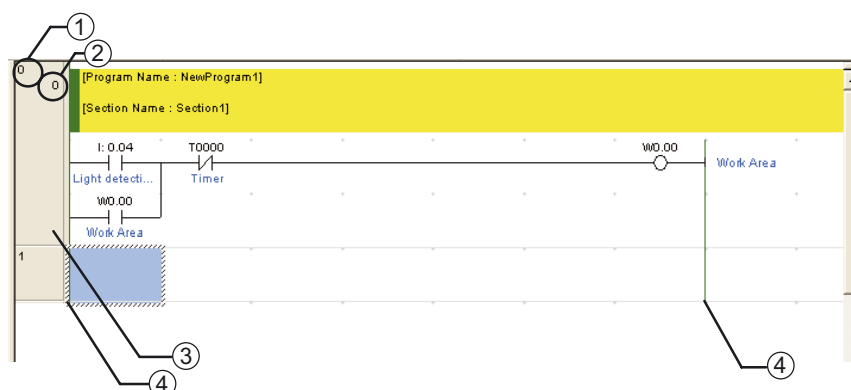 ①
②
0
0
[Program Name : NewProgram1]
[Section Name : Section1]
I: 0.04 T0000 W0.00
Work Area
Light detecti... Timer
W0.00
Work Area
1
③
④
④